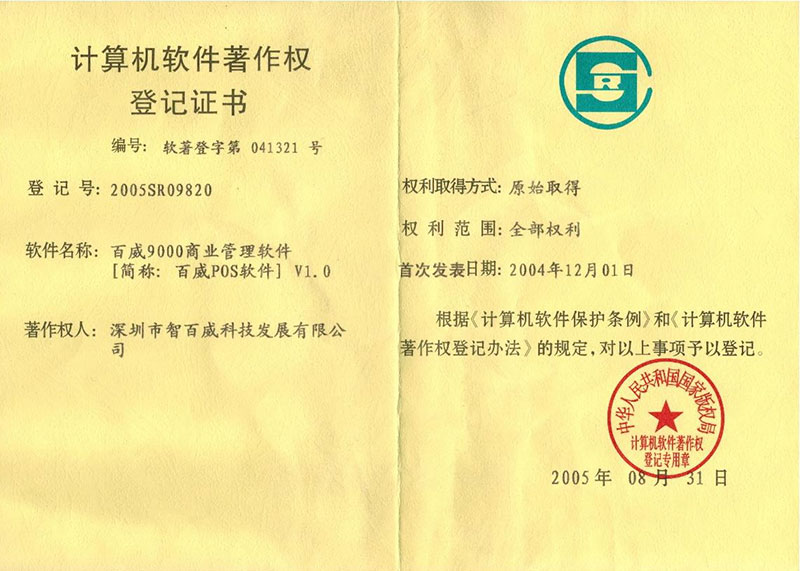 计算机软件著作权
登记证书
编号: 软著登字第 041321 号
登 记 号: 2005SR09820
软件名称: 百威9000商业管理软件
[简称: 百威POS软件] V1.0
著作权人: 深圳市智百威科技发展有限公
司
SRC
权利取得方式: 原始取得
权 利 范 围: 全部权利
首次发表日期: 2004年12月01日
根据《计算机软件保护条例》和《计算机软件
著作权登记办法》的规定,对以上事项予以登记。
中华人民共和国国家版权局
计算机软件著作权
登记专用章
2005 年 08 月 31 日